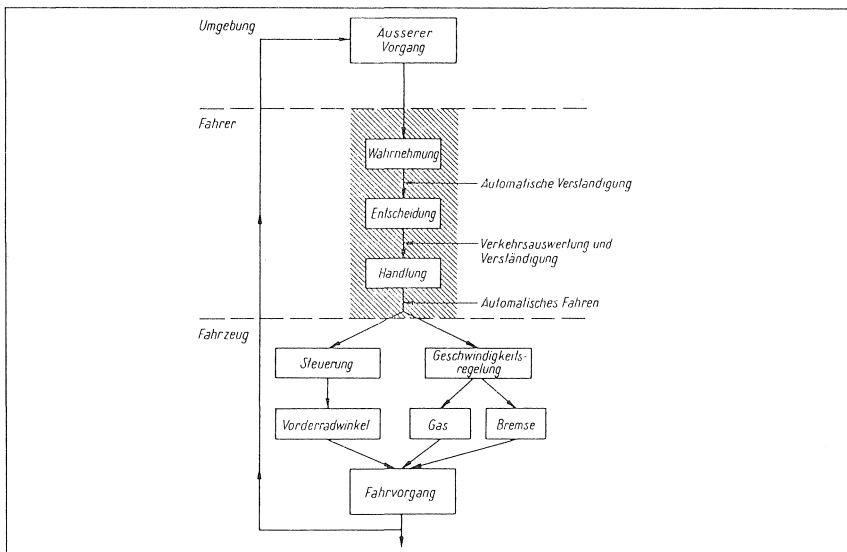 Umgebung
Äusserer
Vorgang
Fahrer
Wahrnehmung
Automatische Verständigung
Entscheidung
Verkehrsauswertung und
Verständigung
Handlung
Automatisches Fahren
Fahrzeug
Steuerung
Geschwindigkeits-
regelung
Vorderradwinkel
Gas
Bremse
Fahrvorgang